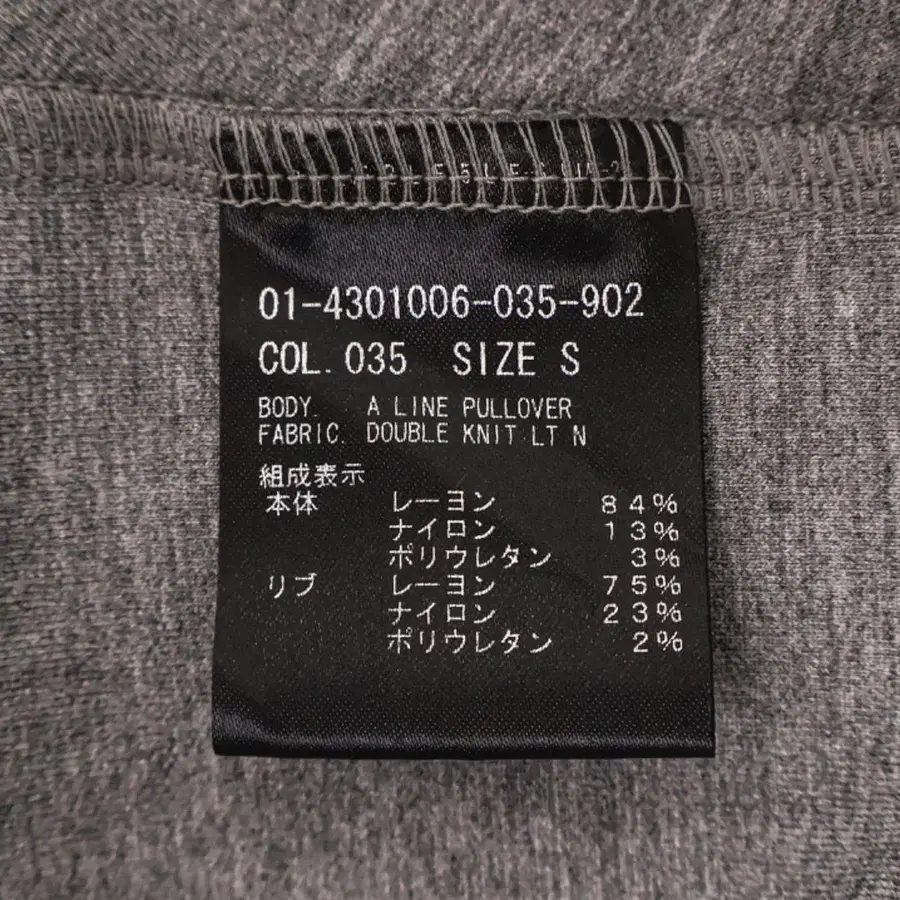 01-4301006-035-902
COL. 035 SIZE S
BODY. A LINE PULLOVER
FABRIC. DOUBLE KNIT LT N
組成表示
本体 レーヨン 84%
ナイロン 13%
ポリウレタン 3%
リブ レーヨン 75%
ナイロン 23%
ポリウレタン 2%